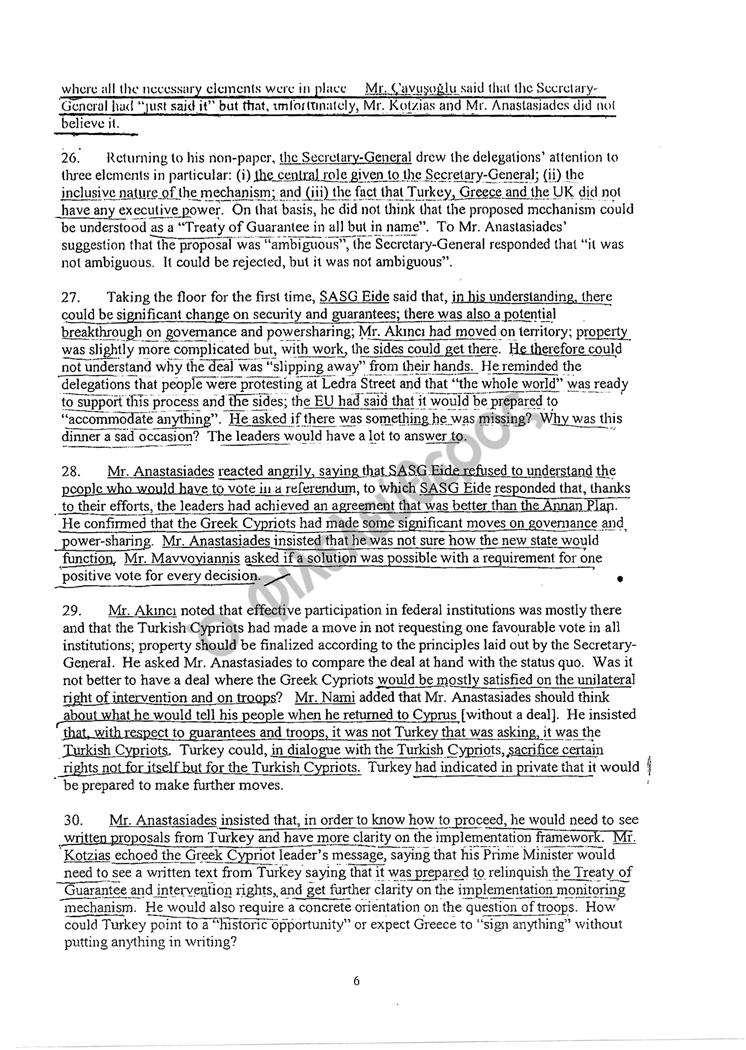 where all the necessary elements were in place Mr. Çavuşoğlu said that the Secretary-
General had "just said it" but that, unfortunately, Mr. Kotzias and Mr. Anastasiades did not
believe it.
26. Returning to his non-paper, the Secretary-General drew the delegations' attention to
three elements in particular: (i) the central role given to the Secretary-General; (ii) the
inclusive nature of the mechanism; and (iii) the fact that Turkey, Greece and the UK did not
have any executive power. On that basis, he did not think that the proposed mechanism could
be understood as a "Treaty of Guarantee in all but in name". To Mr. Anastasiades'
suggestion that the proposal was "ambiguous", the Secretary-General responded that "it was
not ambiguous. It could be rejected, but it was not ambiguous".
27. Taking the floor for the first time, SASG Eide said that, in his understanding, there
could be significant change on security and guarantees; there was also a potential
breakthrough on governance and powersharing; Mr. Akıncı had moved on territory; property
was slightly more complicated but, with work, the sides could get there. He therefore could
not understand why the deal was "slipping away" from their hands. He reminded the
delegations that people were protesting at Ledra Street and that "the whole world" was ready
to support this process and the sides; the EU had said that it would be prepared to
"accommodate anything". He asked if there was something he was missing? Why was this
dinner a sad occasion? The leaders would have a lot to answer to.
28. Mr. Anastasiades reacted angrily, saying that SASG Eide refused to understand the
people who would have to vote in a referendum, to which SASG Eide responded that, thanks
to their efforts, the leaders had achieved an agreement that was better than the Annan Plan.
He confirmed that the Greek Cypriots had made some significant moves on governance and
power-sharing. Mr. Anastasiades insisted that he was not sure how the new state would
function. Mr. Mavvoyiannis asked if a solution was possible with a requirement for one
positive vote for every decision.
29. Mr. Akıncı noted that effective participation in federal institutions was mostly there
and that the Turkish Cypriots had made a move in not requesting one favourable vote in all
institutions; property should be finalized according to the principles laid out by the Secretary-
General. He asked Mr. Anastasiades to compare the deal at hand with the status quo. Was it
not better to have a deal where the Greek Cypriots would be mostly satisfied on the unilateral
right of intervention and on troops? Mr. Nami added that Mr. Anastasiades should think
about what he would tell his people when he returned to Cyprus [without a deal]. He insisted
that, with respect to guarantees and troops, it was not Turkey that was asking, it was the
Turkish Cypriots. Turkey could, in dialogue with the Turkish Cypriots, sacrifice certain
rights not for itself but for the Turkish Cypriots. Turkey had indicated in private that it would
be prepared to make further moves.
30. Mr. Anastasiades insisted that, in order to know how to proceed, he would need to see
written proposals from Turkey and have more clarity on the implementation framework. Mr.
Kotzias echoed the Greek Cypriot leader's message, saying that his Prime Minister would
need to see a written text from Turkey saying that it was prepared to relinquish the Treaty of
Guarantee and intervention rights, and get further clarity on the implementation monitoring
mechanism. He would also require a concrete orientation on the question of troops. How
could Turkey point to a "historic opportunity" or expect Greece to "sign anything" without
putting anything in writing?
6
Ο ΦΙΛΕΛΕΥΘΕΡΟΣ